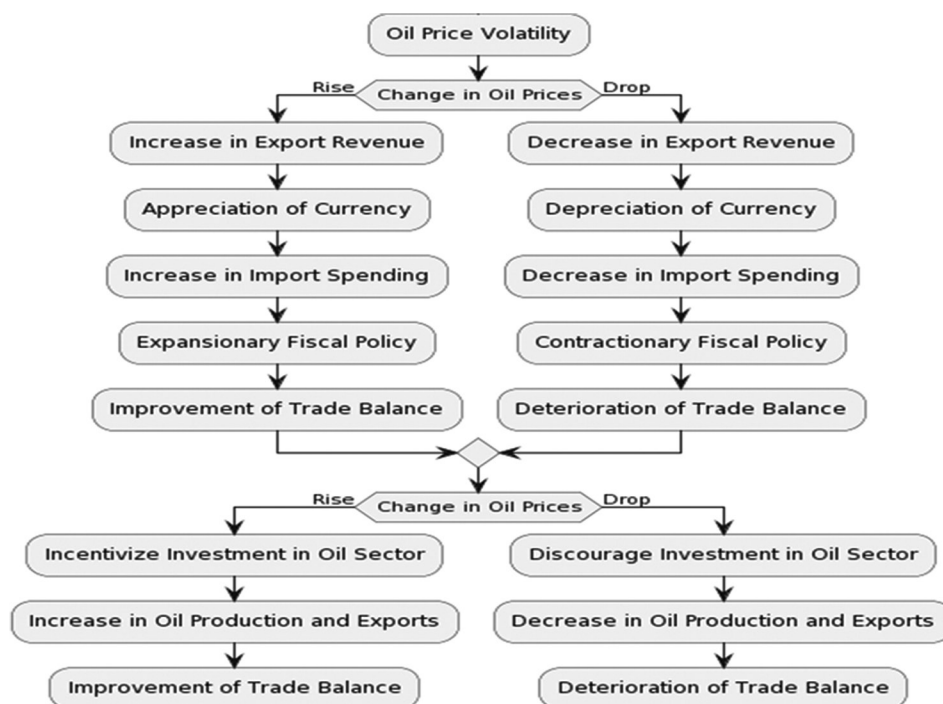 Oil Price Volatility
Rise
Change in Oil Prices
Drop
Increase in Export Revenue
Decrease in Export Revenue
Appreciation of Currency
Depreciation of Currency
Increase in Import Spending
Decrease in Import Spending
Expansionary Fiscal Policy
Contractionary Fiscal Policy
Improvement of Trade Balance
Deterioration of Trade Balance
Rise
Change in Oil Prices
Drop
Incentivize Investment in Oil Sector
Discourage Investment in Oil Sector
Increase in Oil Production and Exports
Decrease in Oil Production and Exports
Improvement of Trade Balance
Deterioration of Trade Balance